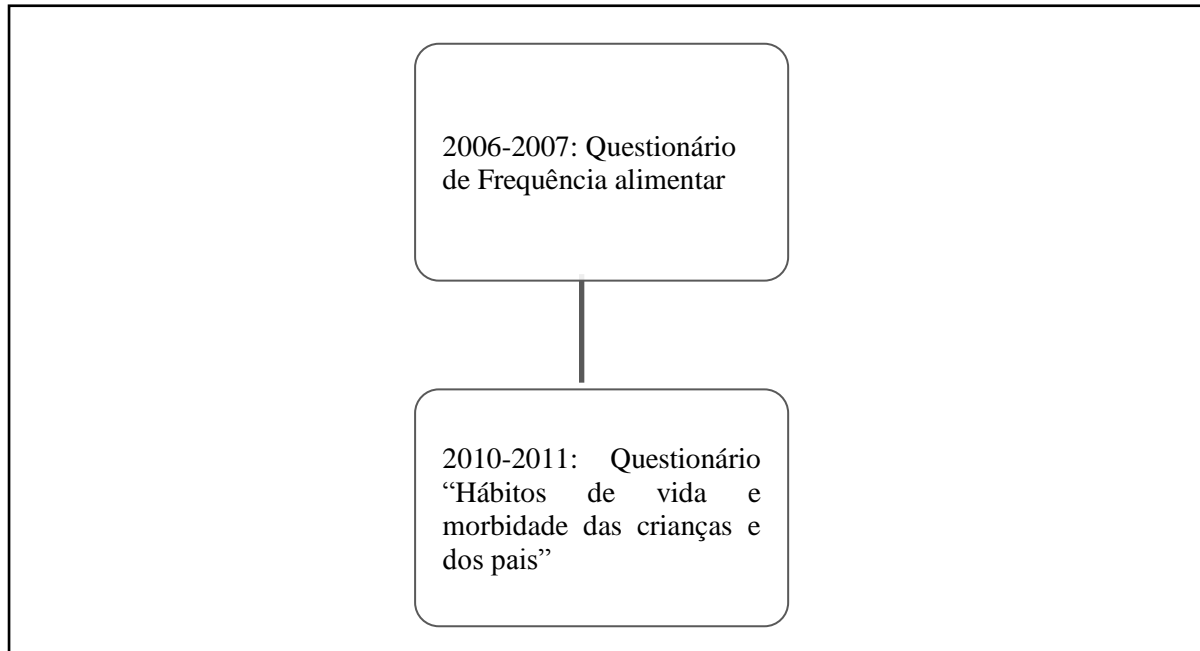 2006-2007: Questionário
de Frequência alimentar
2010-2011: Questionário
“Hábitos de vida e
morbidade das crianças e
dos pais”